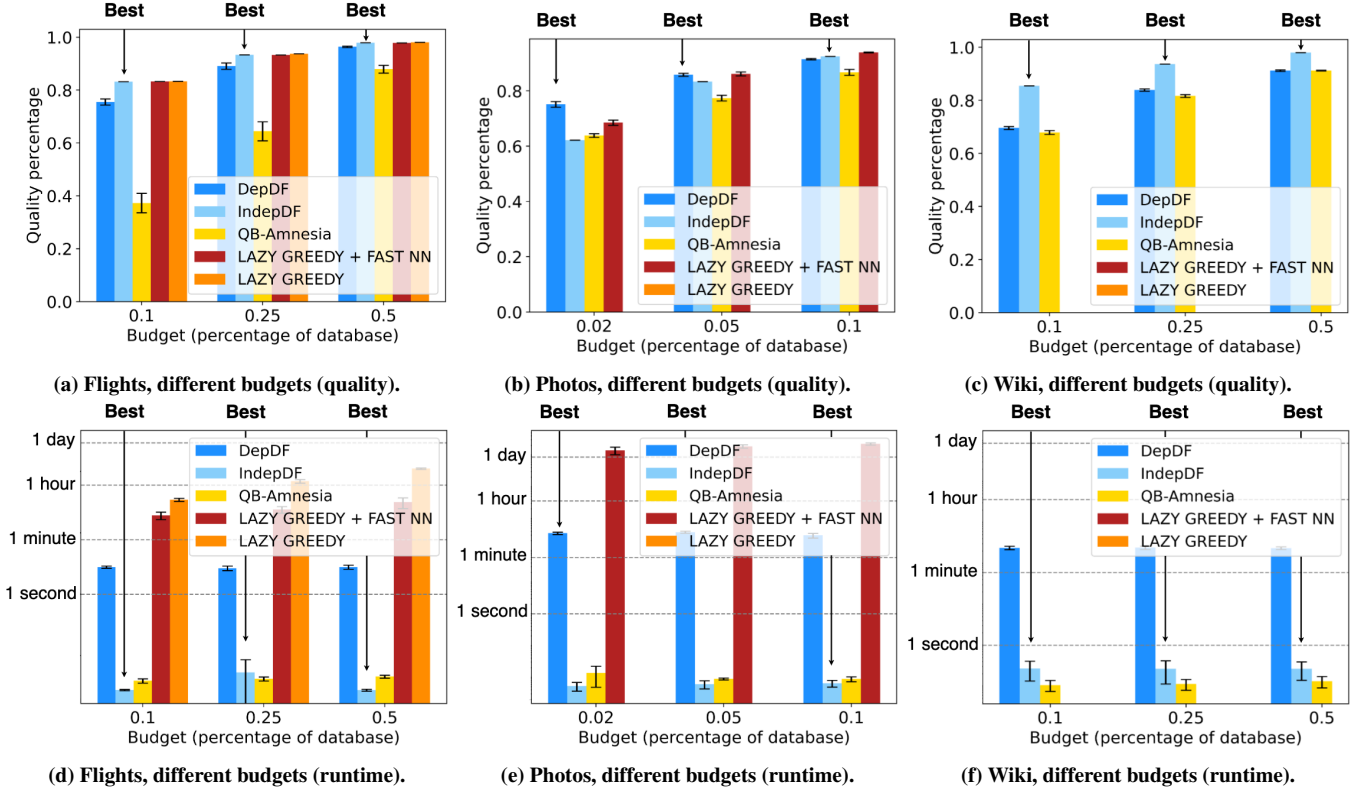 Best Best Best
Quality percentage
1.0
0.8
0.6
0.4
0.2
0.0
DepDF
IndepDF
QB-Amnesia
LAZY GREEDY + FAST NN
LAZY GREEDY
0.1 0.25 0.5
Budget (percentage of database)
(a) Flights, different budgets (quality).
Best Best Best
Quality percentage
0.8
0.6
0.4
0.2
0.0
DepDF
IndepDF
QB-Amnesia
LAZY GREEDY + FAST NN
LAZY GREEDY
0.02 0.05 0.1
Budget (percentage of database)
(b) Photos, different budgets (quality).
Best Best Best
Quality percentage
1.0
0.8
0.6
0.4
0.2
0.0
DepDF
IndepDF
QB-Amnesia
LAZY GREEDY + FAST NN
LAZY GREEDY
0.1 0.25 0.5
Budget (percentage of database)
(c) Wiki, different budgets (quality).
Best Best Best
1 day
1 hour
1 minute
1 second
DepDF
IndepDF
QB-Amnesia
LAZY GREEDY + FAST NN
LAZY GREEDY
0.1 0.25 0.5
Budget (percentage of database)
(d) Flights, different budgets (runtime).
Best Best Best
1 day
1 hour
1 minute
1 second
DepDF
IndepDF
QB-Amnesia
LAZY GREEDY + FAST NN
LAZY GREEDY
0.02 0.05 0.1
Budget (percentage of database)
(e) Photos, different budgets (runtime).
Best Best Best
1 day
1 hour
1 minute
1 second
DepDF
IndepDF
QB-Amnesia
LAZY GREEDY + FAST NN
LAZY GREEDY
0.1 0.25 0.5
Budget (percentage of database)
(f) Wiki, different budgets (runtime).